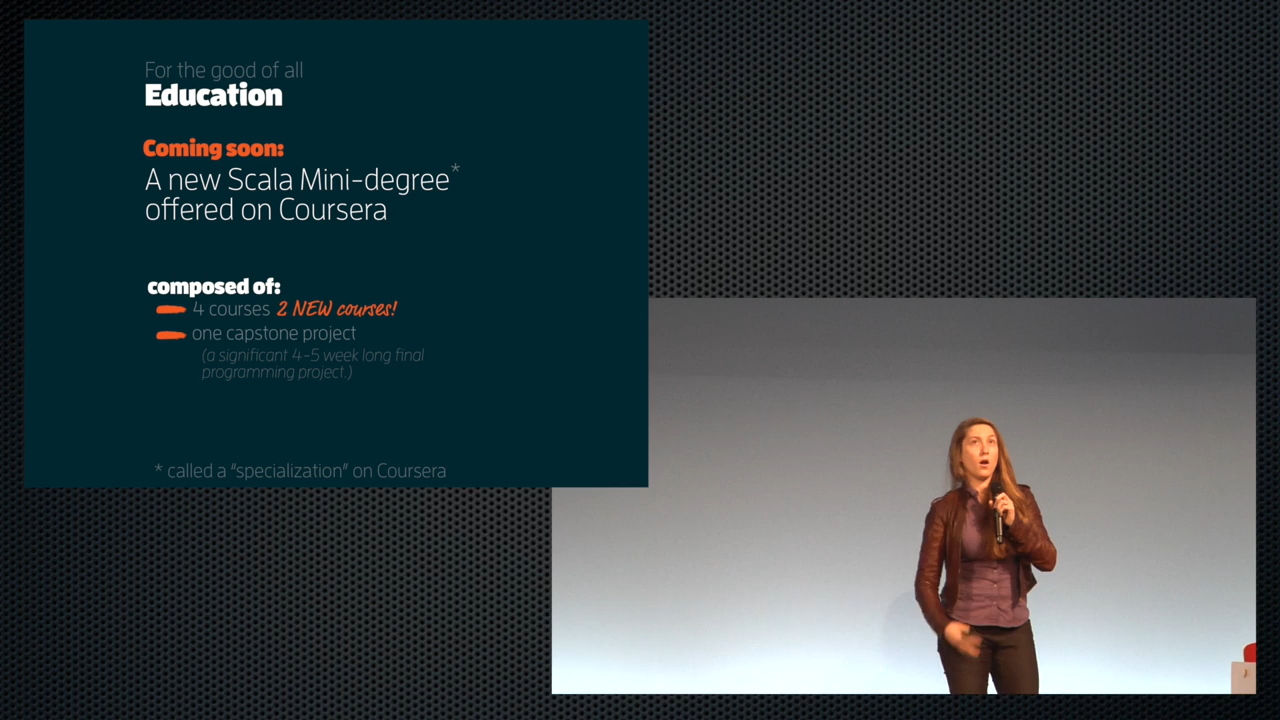 For the good of all
Education
Coming soon:
A new Scala Mini-degree*
offered on Coursera
composed of:
4 courses 2 NEW courses!
one capstone project
(a significant 4-5 week long final
programming project.)
* called a "specialization" on Coursera